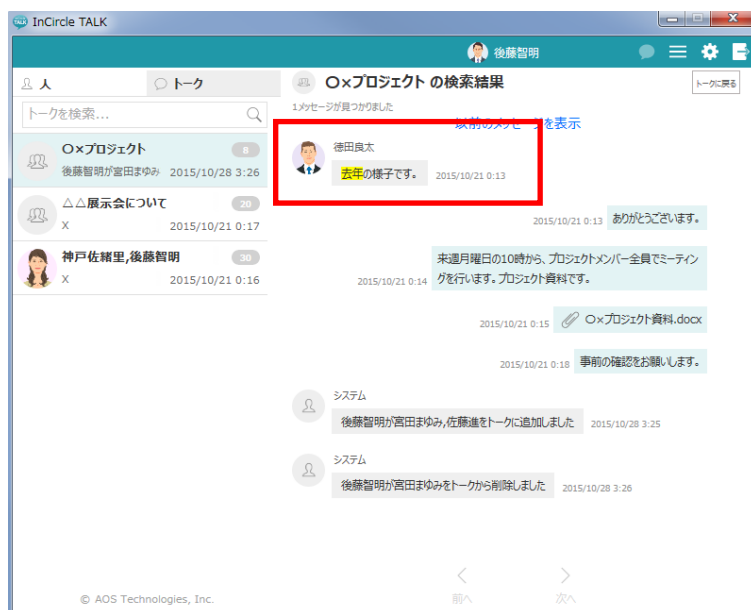 InCircle TALK
後藤智明
人
トーク
トークを検索...
〇×プロジェクト 8
後藤智明が宮田まゆみ 2015/10/28 3:26
△△展示会について 20
X 2015/10/21 0:17
神戸佐緒里,後藤智明 30
X 2015/10/21 0:16
© AOS Technologies, Inc.
〇×プロジェクト の検索結果
トークに戻る
1メッセージが見つかりました
以前のメッセージを表示
徳田良太
去年の様子です。 2015/10/21 0:13
2015/10/21 0:13 ありがとうございます。
来週月曜日の10時から、プロジェクトメンバー全員でミーティン
2015/10/21 0:14 グを行います。プロジェクト資料です。
2015/10/21 0:15 〇×プロジェクト資料.docx
2015/10/21 0:18 事前の確認をお願いします。
システム
後藤智明が宮田まゆみ,佐藤進をトークに追加しました 2015/10/28 3:25
システム
後藤智明が宮田まゆみをトークから削除しました 2015/10/28 3:26
前へ 次へ